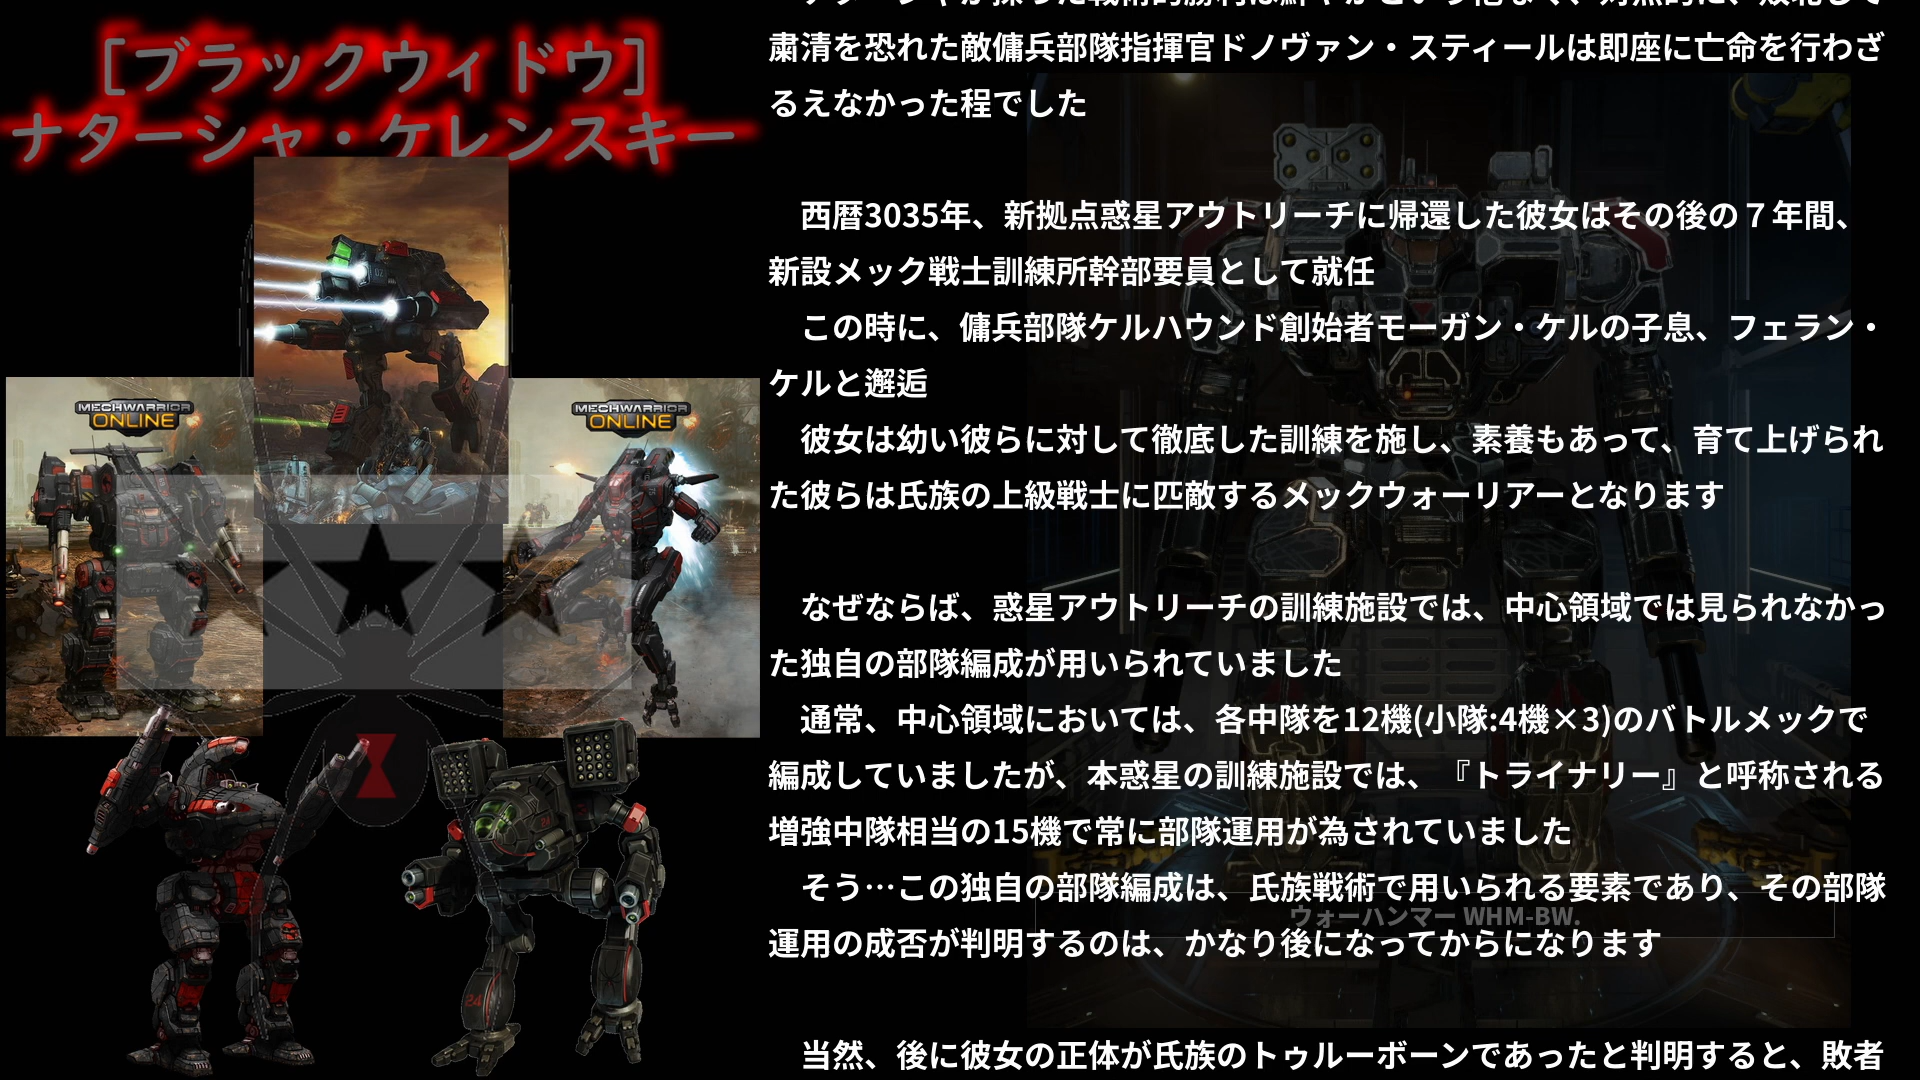 [ブラックウィドウ]
ナターシャ・ケレンスキー
MECHWARRIOR
ONLINE
MECHWARRIOR
ONLINE
粛清を恐れた敵傭兵部隊指揮官ドノヴァン・スティールは即座に亡命を行わざ
るえなかった程でした
西暦3035年、新拠点惑星アウトリーチに帰還した彼女はその後の７年間、
新設メック戦士訓練所幹部要員として就任
この時に、傭兵部隊ケルハウンド創始者モーガン・ケルの子息、フェラン・
ケルと邂逅
彼女は幼い彼らに対して徹底した訓練を施し、素養もあって、育て上げられ
た彼らは氏族の上級戦士に匹敵するメックウォーリアーとなります
なぜならば、惑星アウトリーチの訓練施設では、中心領域では見られなかっ
た独自の部隊編成が用いられていました
通常、中心領域においては、各中隊を12機(小隊:4機×3)のバトルメックで
編成していましたが、本惑星の訓練施設では、『トライナリー』と呼称される
増強中隊相当の15機で常に部隊運用が為されていました
そう…この独自の部隊編成は、氏族戦術で用いられる要素であり、その部隊
ウォーハンマー WHM-BW.
運用の成否が判明するのは、かなり後になってからになります
当然、後に彼女の正体が氏族のトゥルーボーンであったと判明すると、敗者
24